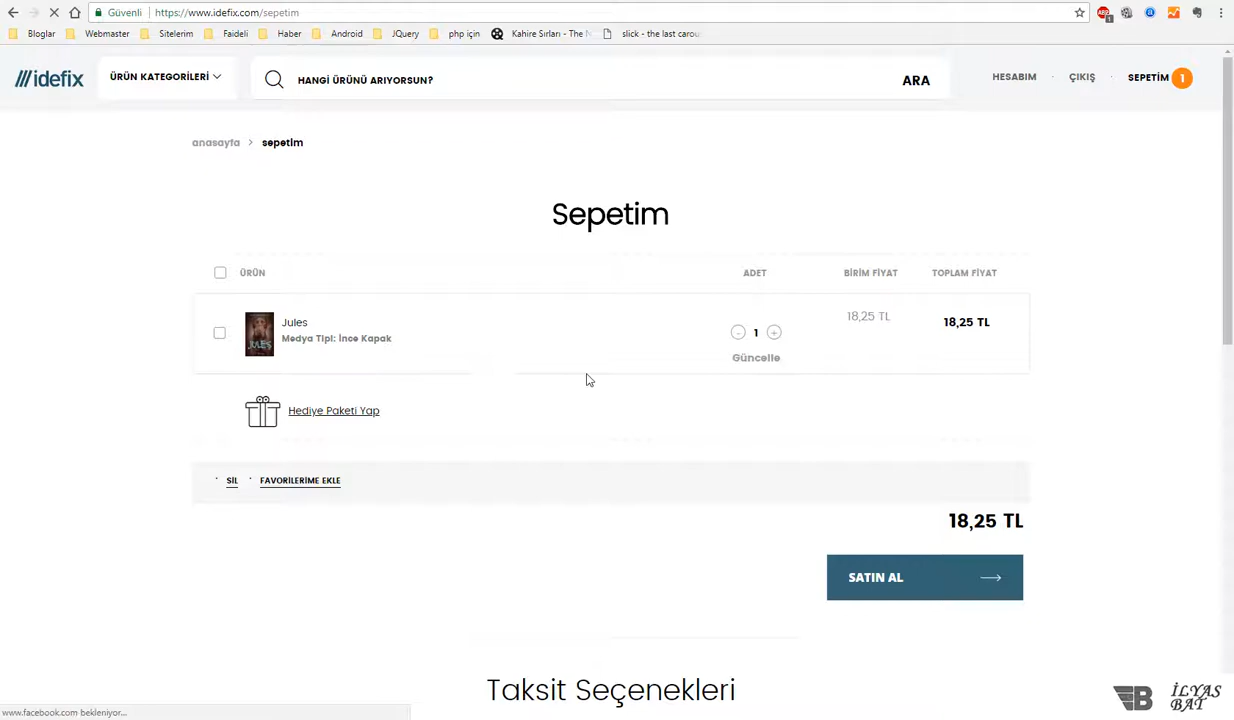 Güvenli https://www.idefix.com/sepetim
Bloglar Webmaster Sitelerim Faideli Haber Android JQuery php için Kahire Sırları - The N slick - the last carou
idefix ÜRÜN KATEGORİLERİ HANGİ ÜRÜNÜ ARIYORSUN? ARA HESABIM · ÇIKIŞ · SEPETİM 1
anasayfa > sepetim
Sepetim
ÜRÜN ADET BİRİM FİYAT TOPLAM FİYAT
Jules
Medya Tipi: İnce Kapak
JULES
- 1 +
Güncelle
18,25 TL
18,25 TL
Hediye Paketi Yap
SİL FAVORİLERİME EKLE
18,25 TL
SATIN AL
Taksit Seçenekleri
www.facebook.com bekleniyor...
İLYAS
BAT